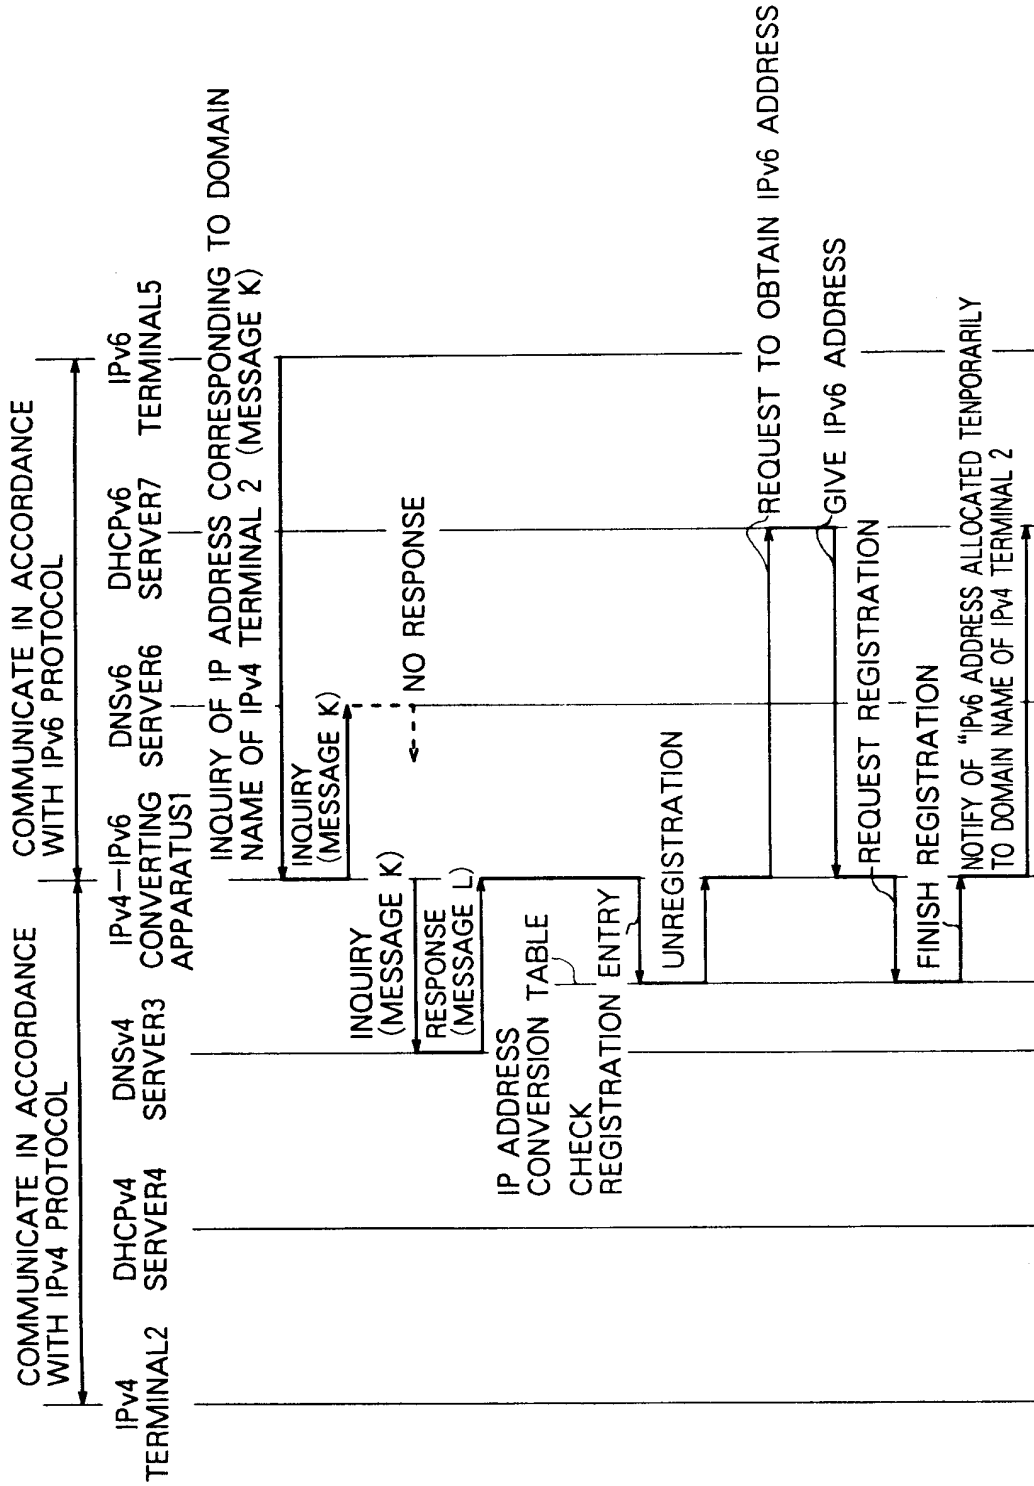 COMMUNICATE IN ACCORDANCE
WITH IPv4 PROTOCOL
COMMUNICATE IN ACCORDANCE
WITH IPv6 PROTOCOL
IPv4
TERMINAL2
DHCPv4
SERVER4
DNSv4
SERVER3
IPv4—IPv6
CONVERTING
APPARATUS1
DNSv6
SERVER6
DHCPv6
SERVER7
IPv6
TERMINAL5
INQUIRY OF IP ADDRESS CORRESPONDING TO DOMAIN
NAME OF IPv4 TERMINAL 2 (MESSAGE K)
INQUIRY
(MESSAGE K)
NO RESPONSE
INQUIRY
(MESSAGE K)
RESPONSE
(MESSAGE L)
IP ADDRESS
CONVERSION TABLE
CHECK
REGISTRATION ENTRY
UNREGISTRATION
REQUEST TO OBTAIN IPv6 ADDRESS
GIVE IPv6 ADDRESS
REQUEST REGISTRATION
FINISH REGISTRATION
NOTIFY OF "IPv6 ADDRESS ALLOCATED TENPORARILY
TO DOMAIN NAME OF IPv4 TERMINAL 2